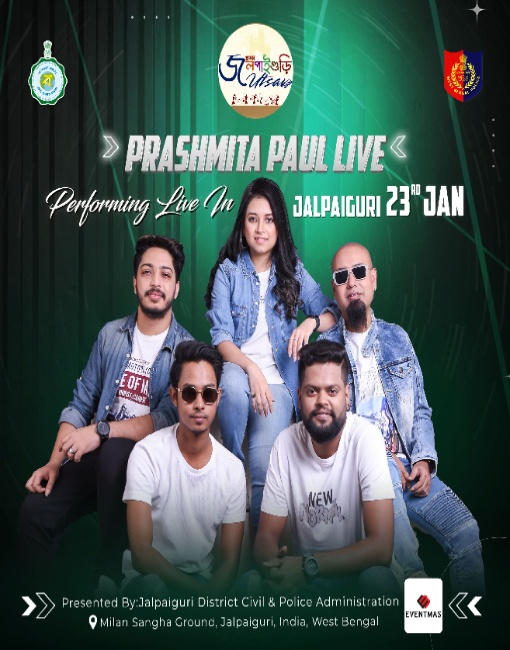 জলপাইগুড়ি
Utsav
PRASHMITA PAUL LIVE
Performing Live In JALPAIGURI 23RD JAN
NEW
Presented By:Jalpaiguri District Civil & Police Administration
Milan Sangha Ground, Jalpaiguri, India, West Bengal
EVENTMAS